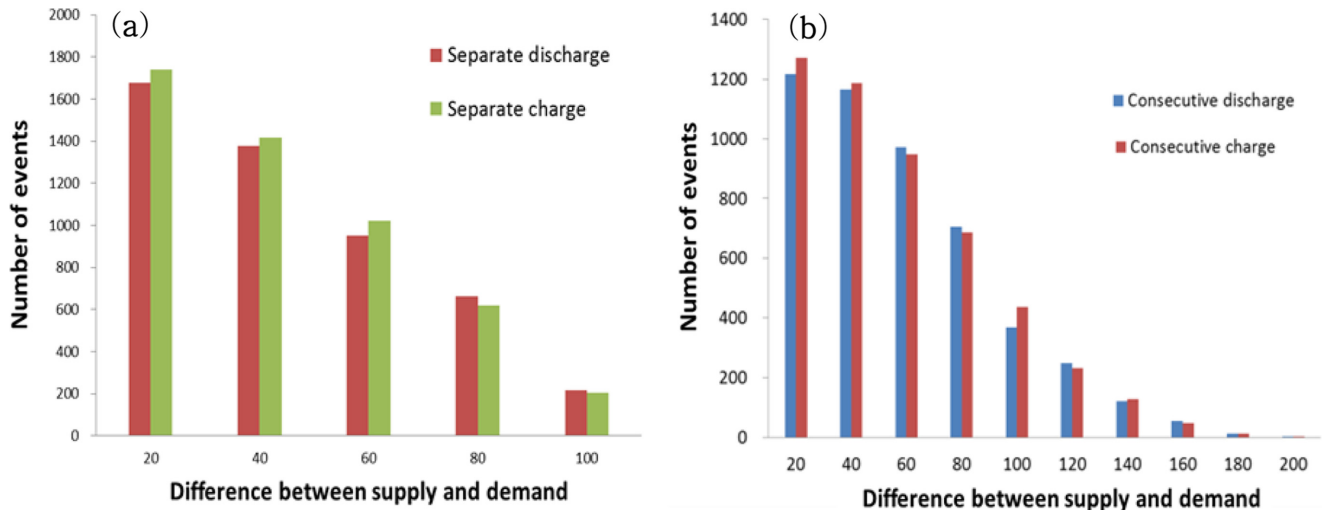 (a)
Separate discharge
Separate charge
Number of events
2000
1800
1600
1400
1200
1000
800
600
400
200
0
20 40 60 80 100
Difference between supply and demand
(b)
Consecutive discharge
Consecutive charge
Number of events
1400
1200
1000
800
600
400
200
0
20 40 60 80 100 120 140 160 180 200
Difference between supply and demand